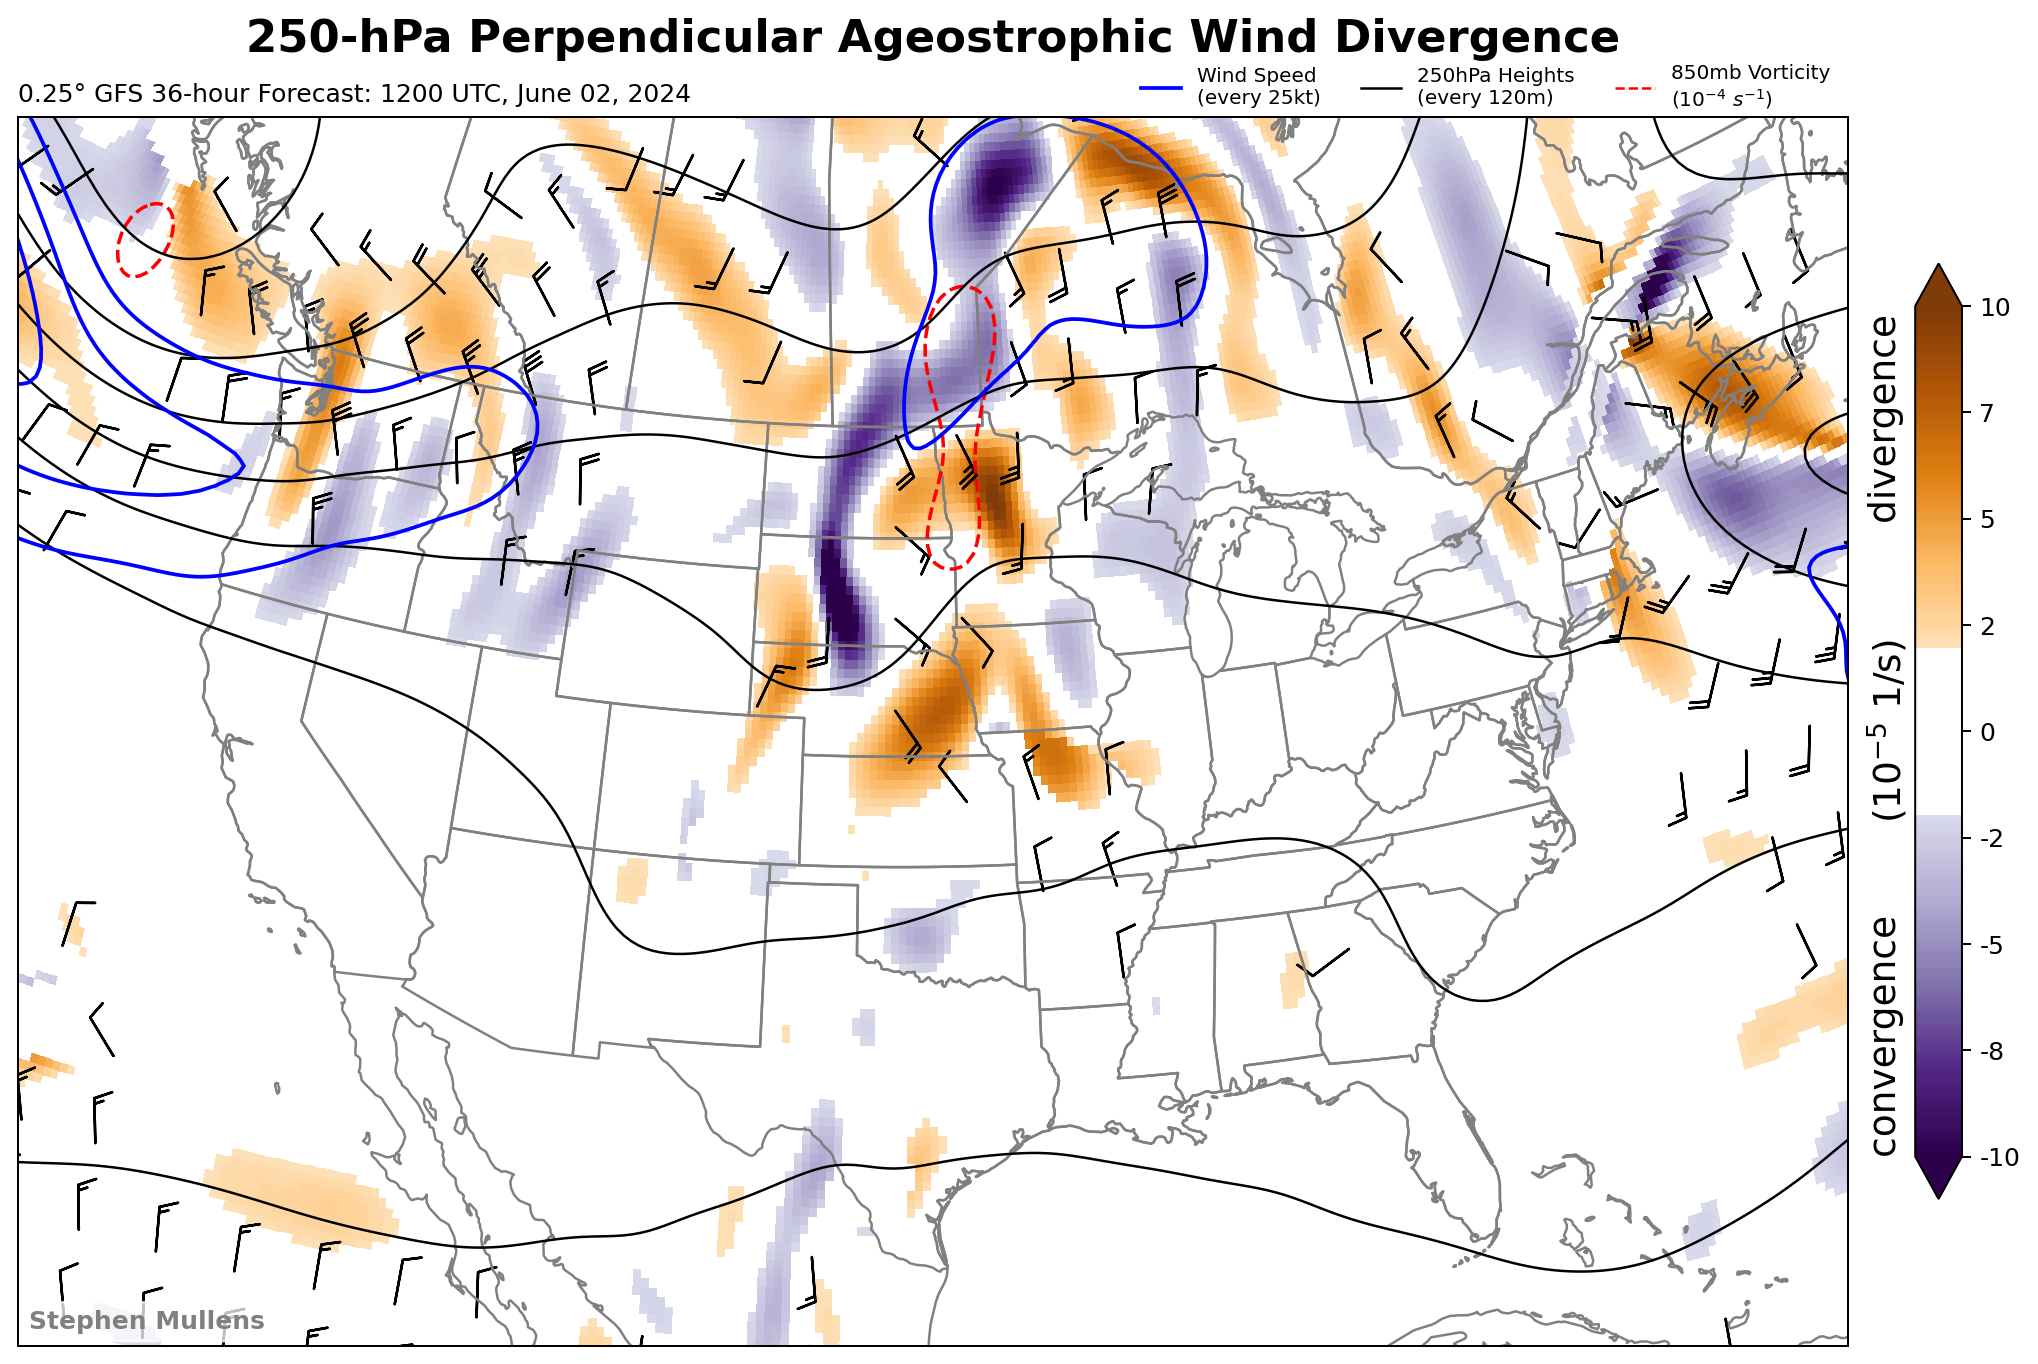 250-hPa Perpendicular Ageostrophic Wind Divergence
0.25° GFS 36-hour Forecast: 1200 UTC, June 02, 2024
Wind Speed
(every 25kt)
250hPa Heights
(every 120m)
850mb Vorticity
(10⁻⁴ s⁻¹)
10
7
5
2
0
-2
-5
-8
-10
convergence (10⁻⁵ 1/s) divergence
Stephen Mullens